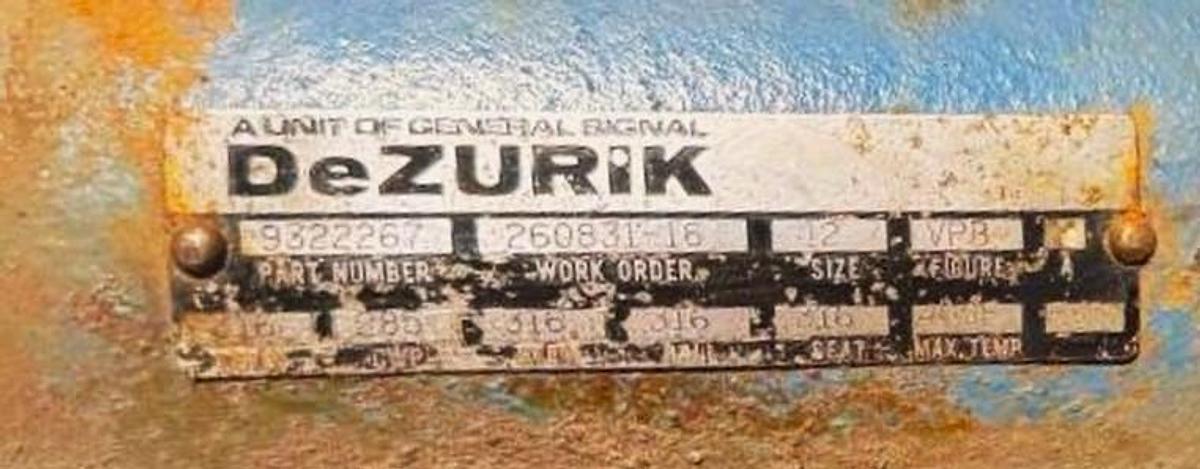 A UNIT OF GENERAL SIGNAL
DeZURIK
9322267 260831-16 12 VPB
PART NUMBER WORK ORDER SIZE FIGURE
285 316 316 316
SEAT MAX.TEMP